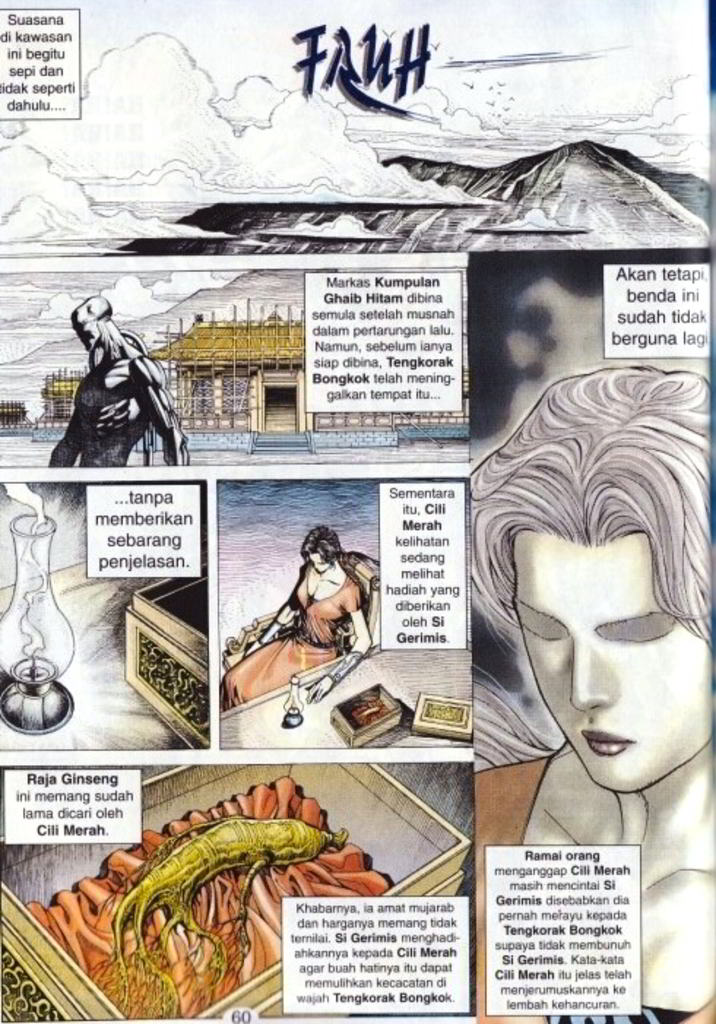 Suasana
di kawasan
ini begitu
sepi dan
tidak seperti
dahulu....
Markas Kumpulan
Ghaib Hitam dibina
semula setelah musnah
dalam pertarungan lalu.
Namun, sebelum ianya
siap dibina, Tengkorak
Bongkok telah mening-
galkan tempat itu...
Akan tetapi,
benda ini
sudah tidak
berguna lagi
...tanpa
memberikan
sebarang
penjelasan.
Sementara
itu, Cili
Merah
kelihatan
sedang
melihat
hadiah yang
diberikan
oleh Si
Gerimis.
Raja Ginseng
ini memang sudah
lama dicari oleh
Cili Merah.
Khabarnya, ia amat mujarab
dan harganya memang tidak
ternilai. Si Gerimis menghadi-
ahkannya kepada Cili Merah
agar buah hatinya itu dapat
memulihkan kecacatan di
wajah Tengkorak Bongkok.
Ramai orang
menganggap Cili Merah
masih mencintai Si
Gerimis disebabkan dia
pernah merayu kepada
Tengkorak Bongkok
supaya tidak membunuh
Si Gerimis. Kata-kata
Cili Merah itu jelas telah
menjerumuskannya ke
lembah kehancuran.
60